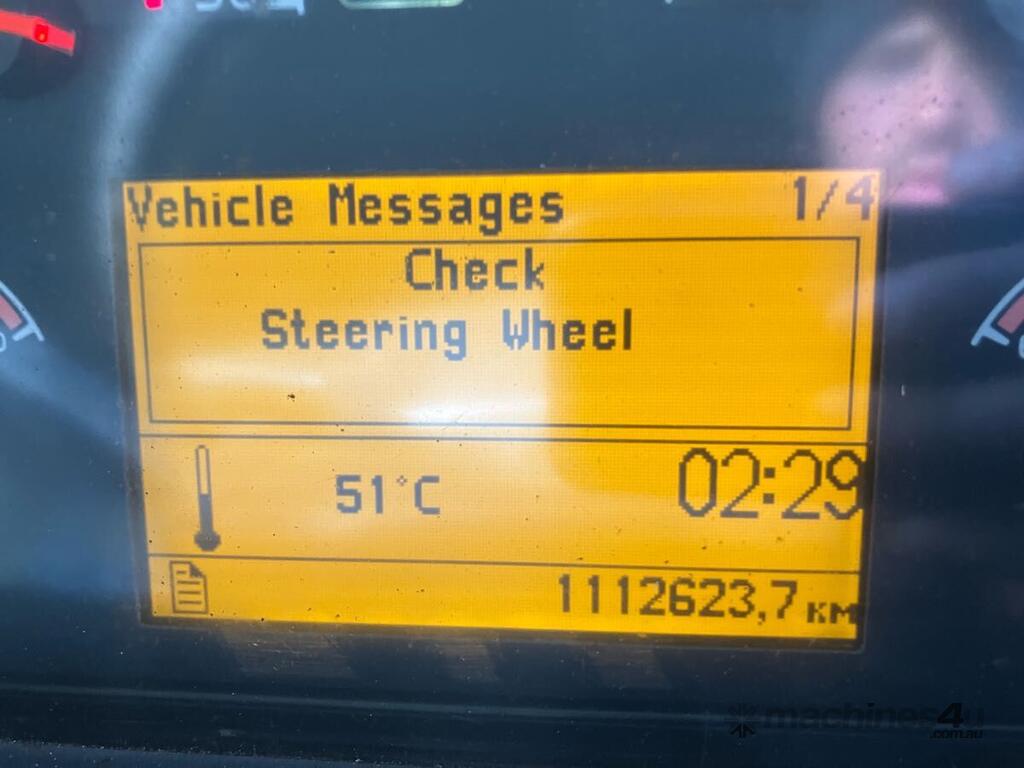 Vehicle Messages 1/4
Check
Steering Wheel
51°C 02:29
1112623,7 KM
machines4u
.com.au